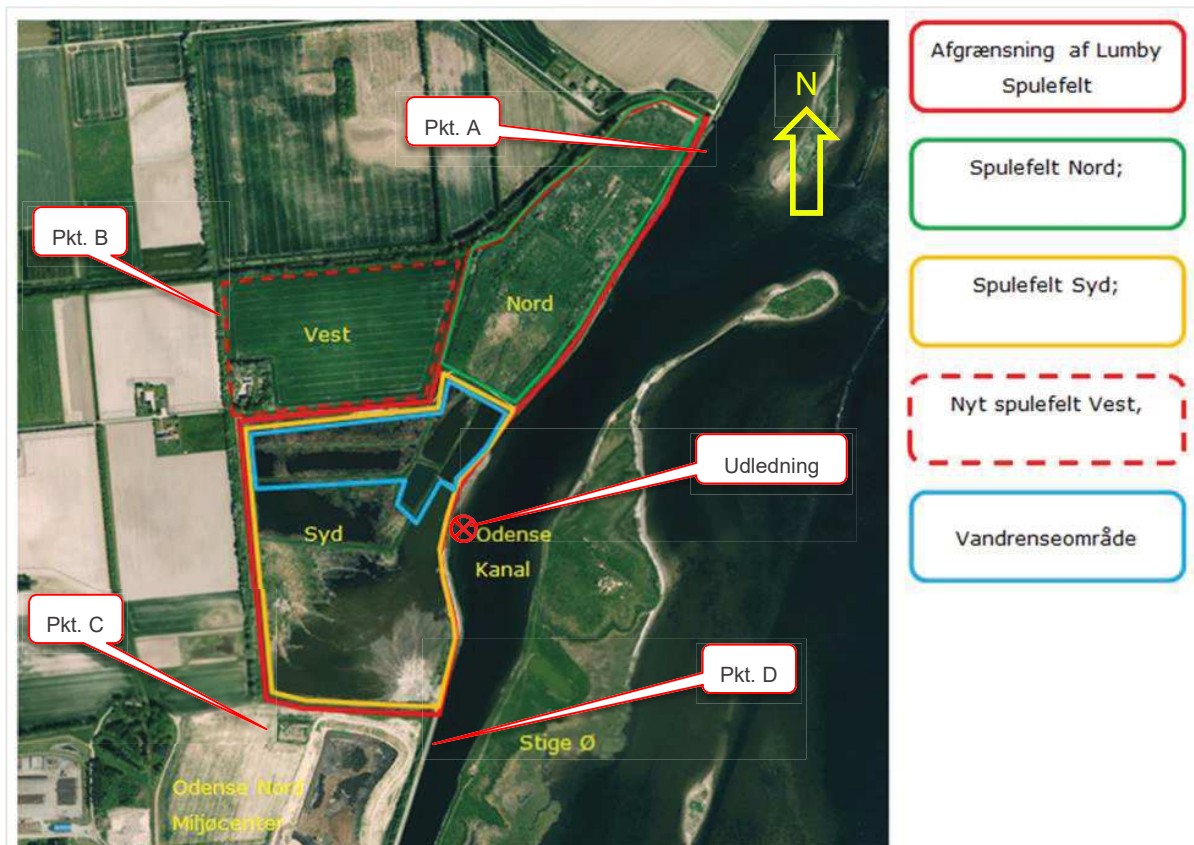 N
Pkt. A
Pkt. B
Nord
Vest
Udledning
Syd
Odense
Kanal
Pkt. C
Pkt. D
Stige Ø
Odense Nord
Miljøcenter
Afgrænsning af Lumby
Spulefelt
Spulefelt Nord;
Spulefelt Syd;
Nyt spulefelt Vest,
Vandrenseområde